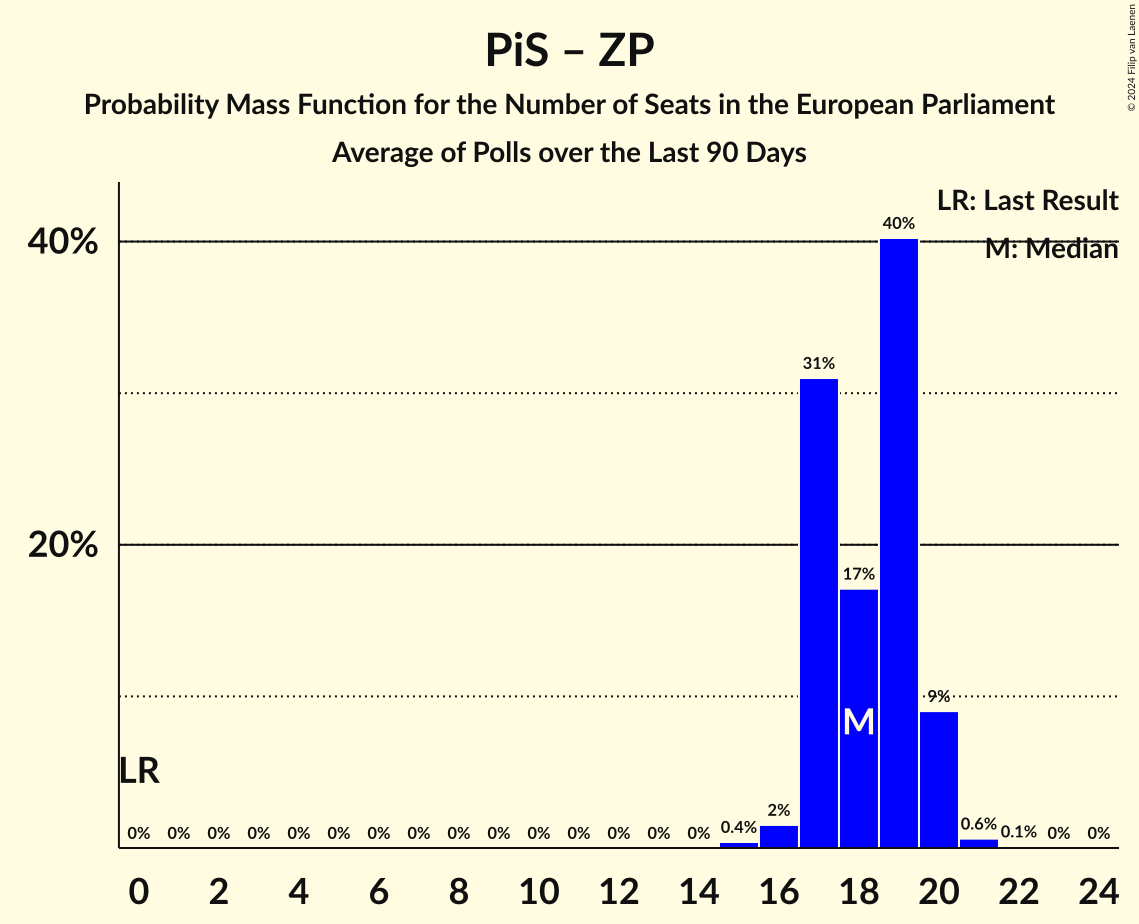 PiS – ZP
Probability Mass Function for the Number of Seats in the European Parliament
Average of Polls over the Last 90 Days
© 2024 Filip van Laenen
LR: Last Result
M: Median
40%
20%
40%
31%
17%
9%
M
LR
0% 0% 0% 0% 0% 0% 0% 0% 0% 0% 0% 0% 0% 0% 0% 0.4% 2% 0.6% 0.1% 0% 0%
0 2 4 6 8 10 12 14 16 18 20 22 24